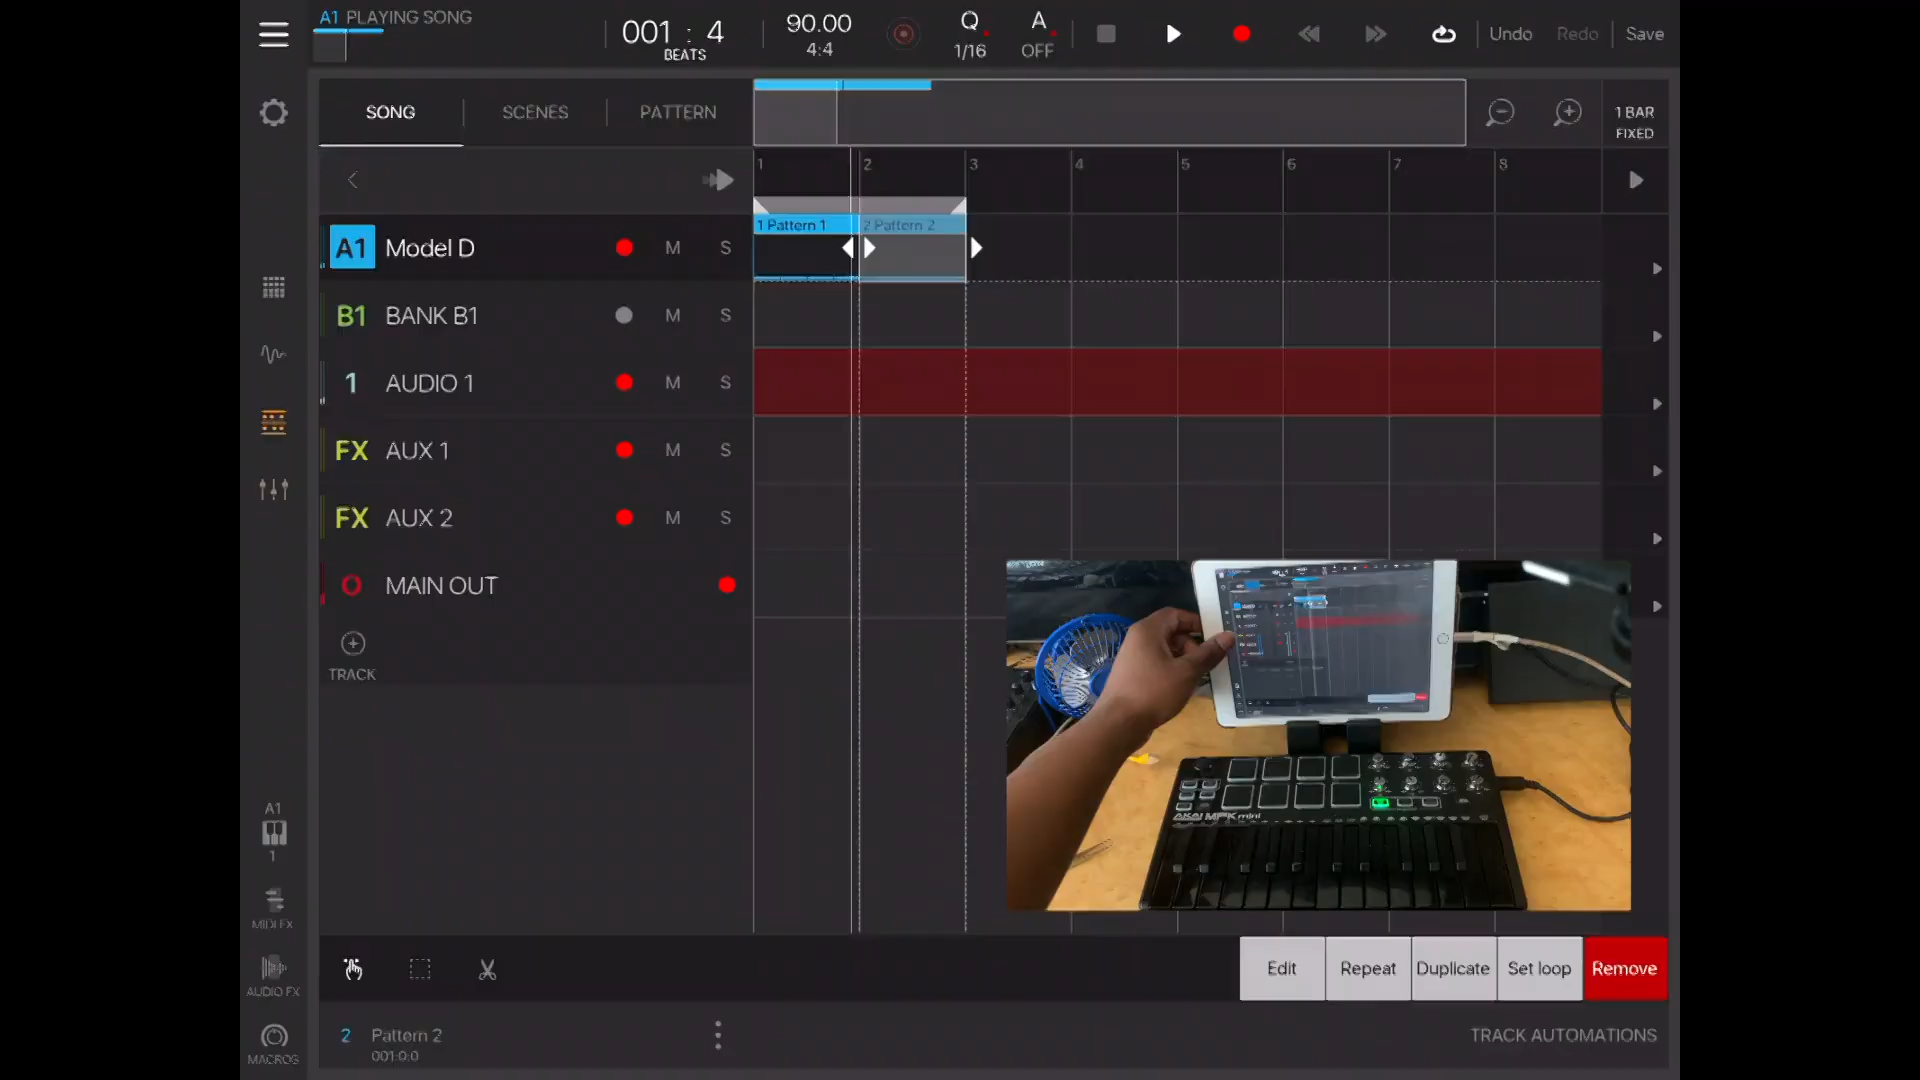 A1 PLAYING SONG
001 : 4
BEATS
90.00
4:4
Q
1/16
A
OFF
Undo
Redo
Save
SONG
SCENES
PATTERN
1 BAR
FIXED
1
2
3
4
5
6
7
8
1 Pattern 1
2 Pattern 2
A1 Model D
M
S
B1 BANK B1
M
S
1 AUDIO 1
M
S
FX AUX 1
M
S
FX AUX 2
M
S
O MAIN OUT
TRACK
A1
1
MIDI FX
AUDIO FX
MACROS
AKAI MPK mini
Edit
Repeat
Duplicate
Set loop
Remove
2 Pattern 2
001:0:0
TRACK AUTOMATIONS